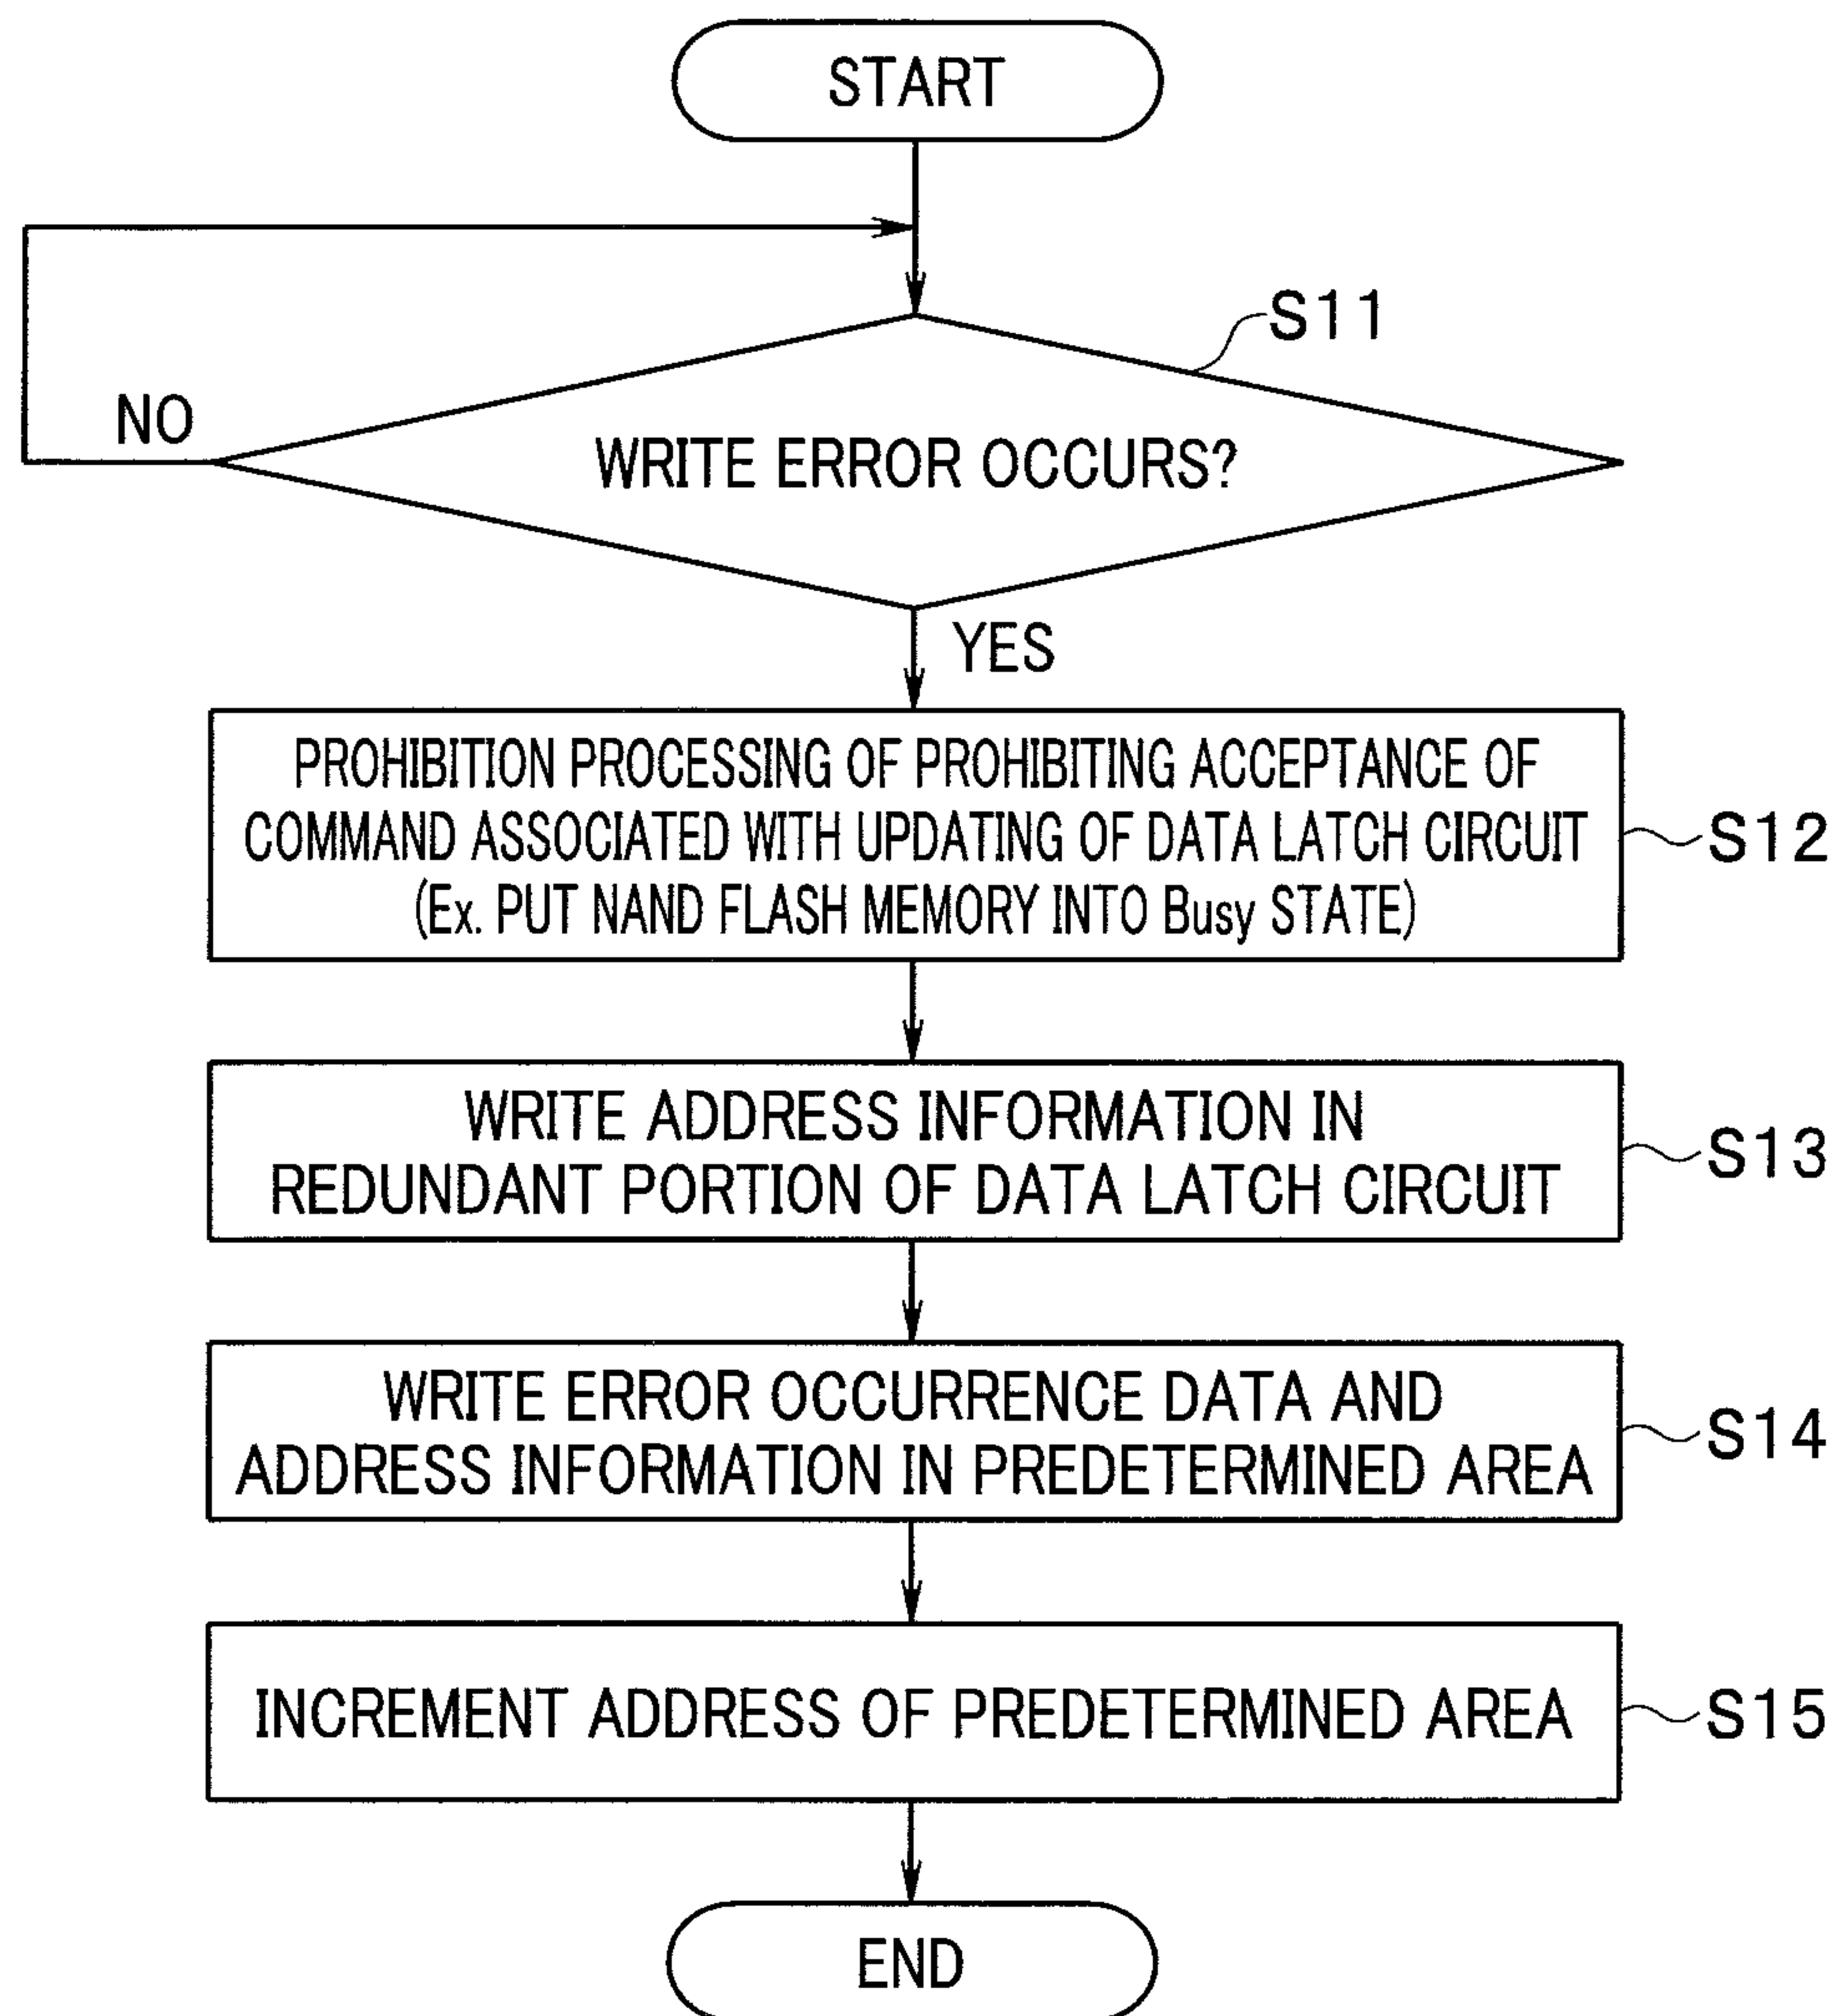 START
S11
NO
WRITE ERROR OCCURS?
YES
PROHIBITION PROCESSING OF PROHIBITING ACCEPTANCE OF
COMMAND ASSOCIATED WITH UPDATING OF DATA LATCH CIRCUIT
(Ex. PUT NAND FLASH MEMORY INTO Busy STATE)
S12
WRITE ADDRESS INFORMATION IN
REDUNDANT PORTION OF DATA LATCH CIRCUIT
S13
WRITE ERROR OCCURRENCE DATA AND
ADDRESS INFORMATION IN PREDETERMINED AREA
S14
INCREMENT ADDRESS OF PREDETERMINED AREA
S15
END